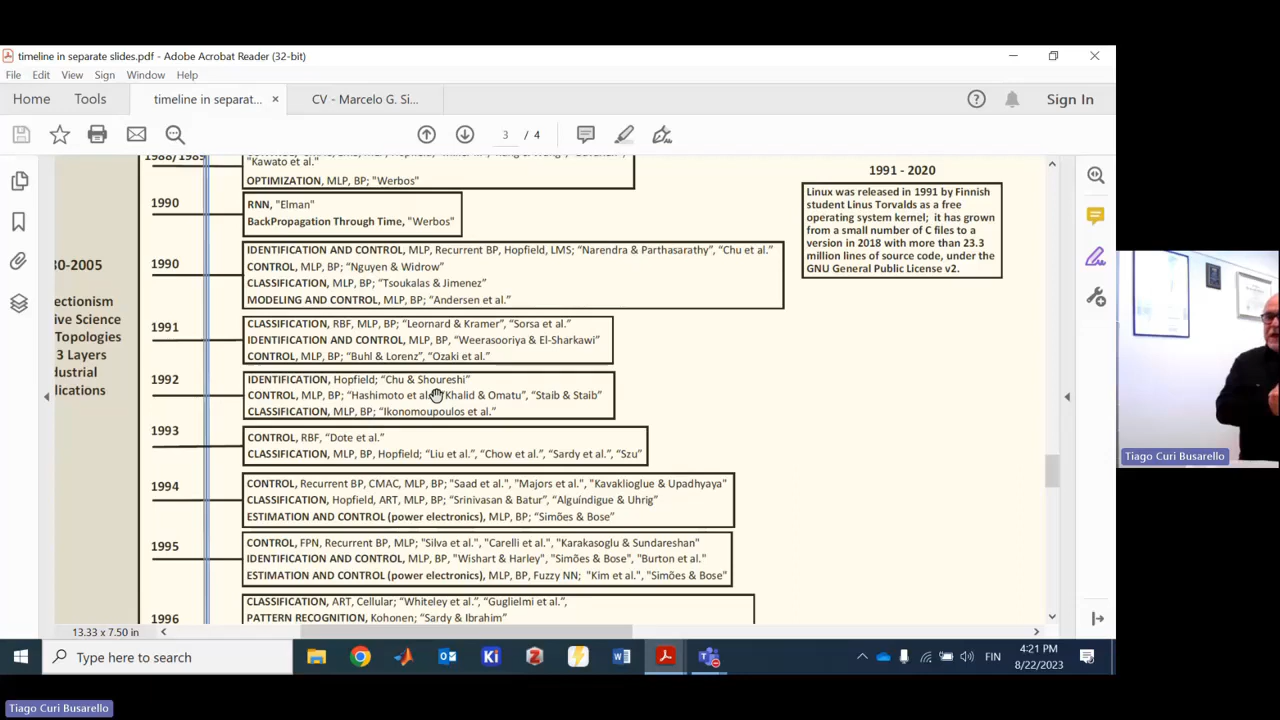 timeline in separate slides.pdf - Adobe Acrobat Reader (32-bit)
File Edit View Sign Window Help
Home Tools timeline in separat... × CV - Marcelo G. Si...
Sign In
3 / 4
1988/1989
"Kawato et al."
OPTIMIZATION, MLP, BP; "Werbos"
1990
RNN, "Elman"
BackPropagation Through Time, "Werbos"
1990
IDENTIFICATION AND CONTROL, MLP, Recurrent BP, Hopfield, LMS; “Narendra & Parthasarathy”, “Chu et al.”
CONTROL, MLP, BP; “Nguyen & Widrow”
CLASSIFICATION, MLP, BP; “Tsoukalas & Jimenez”
MODELING AND CONTROL, MLP, BP; “Andersen et al.”
1991
CLASSIFICATION, RBF, MLP, BP; “Leornard & Kramer”, “Sorsa et al.”
IDENTIFICATION AND CONTROL, MLP, BP, “Weerasooriya & El-Sharkawi”
CONTROL, MLP, BP; “Buhl & Lorenz”, “Ozaki et al.”
1992
IDENTIFICATION, Hopfield; “Chu & Shoureshi”
CONTROL, MLP, BP; “Hashimoto et al. “Khalid & Omatu”, “Staib & Staib”
CLASSIFICATION, MLP, BP; “Ikonomoupoulos et al.”
1993
CONTROL, RBF, “Dote et al.”
CLASSIFICATION, MLP, BP, Hopfield; “Liu et al.”, “Chow et al.”, “Sardy et al.”, “Szu”
1994
CONTROL, Recurrent BP, CMAC, MLP, BP; "Saad et al.", "Majors et al.", "Kavaklioglue & Upadhyaya"
CLASSIFICATION, Hopfield, ART, MLP, BP; “Srinivasan & Batur”, “Alguíndigue & Uhrig”
ESTIMATION AND CONTROL (power electronics), MLP, BP; “Simões & Bose”
1995
CONTROL, FPN, Recurrent BP, MLP; "Silva et al.", "Carelli et al.", "Karakasoglu & Sundareshan"
IDENTIFICATION AND CONTROL, MLP, BP, "Wishart & Harley", "Simões & Bose", "Burton et al."
ESTIMATION AND CONTROL (power electronics), MLP, BP, Fuzzy NN; "Kim et al.", "Simões & Bose"
1996
CLASSIFICATION, ART, Cellular; “Whiteley et al.”, “Guglielmi et al.”,
PATTERN RECOGNITION, Kohonen; “Sardy & Ibrahim”
30-2005
ectionism
ive Science
Topologies
3 Layers
dustrial
lications
1991 - 2020
Linux was released in 1991 by Finnish
student Linus Torvalds as a free
operating system kernel; it has grown
from a small number of C files to a
version in 2018 with more than 23.3
million lines of source code, under the
GNU General Public License v2.
13.33 x 7.50 in
Type here to search
Ki
FIN
4:21 PM
8/22/2023
Tiago Curi Busarello
Tiago Curi Busarello